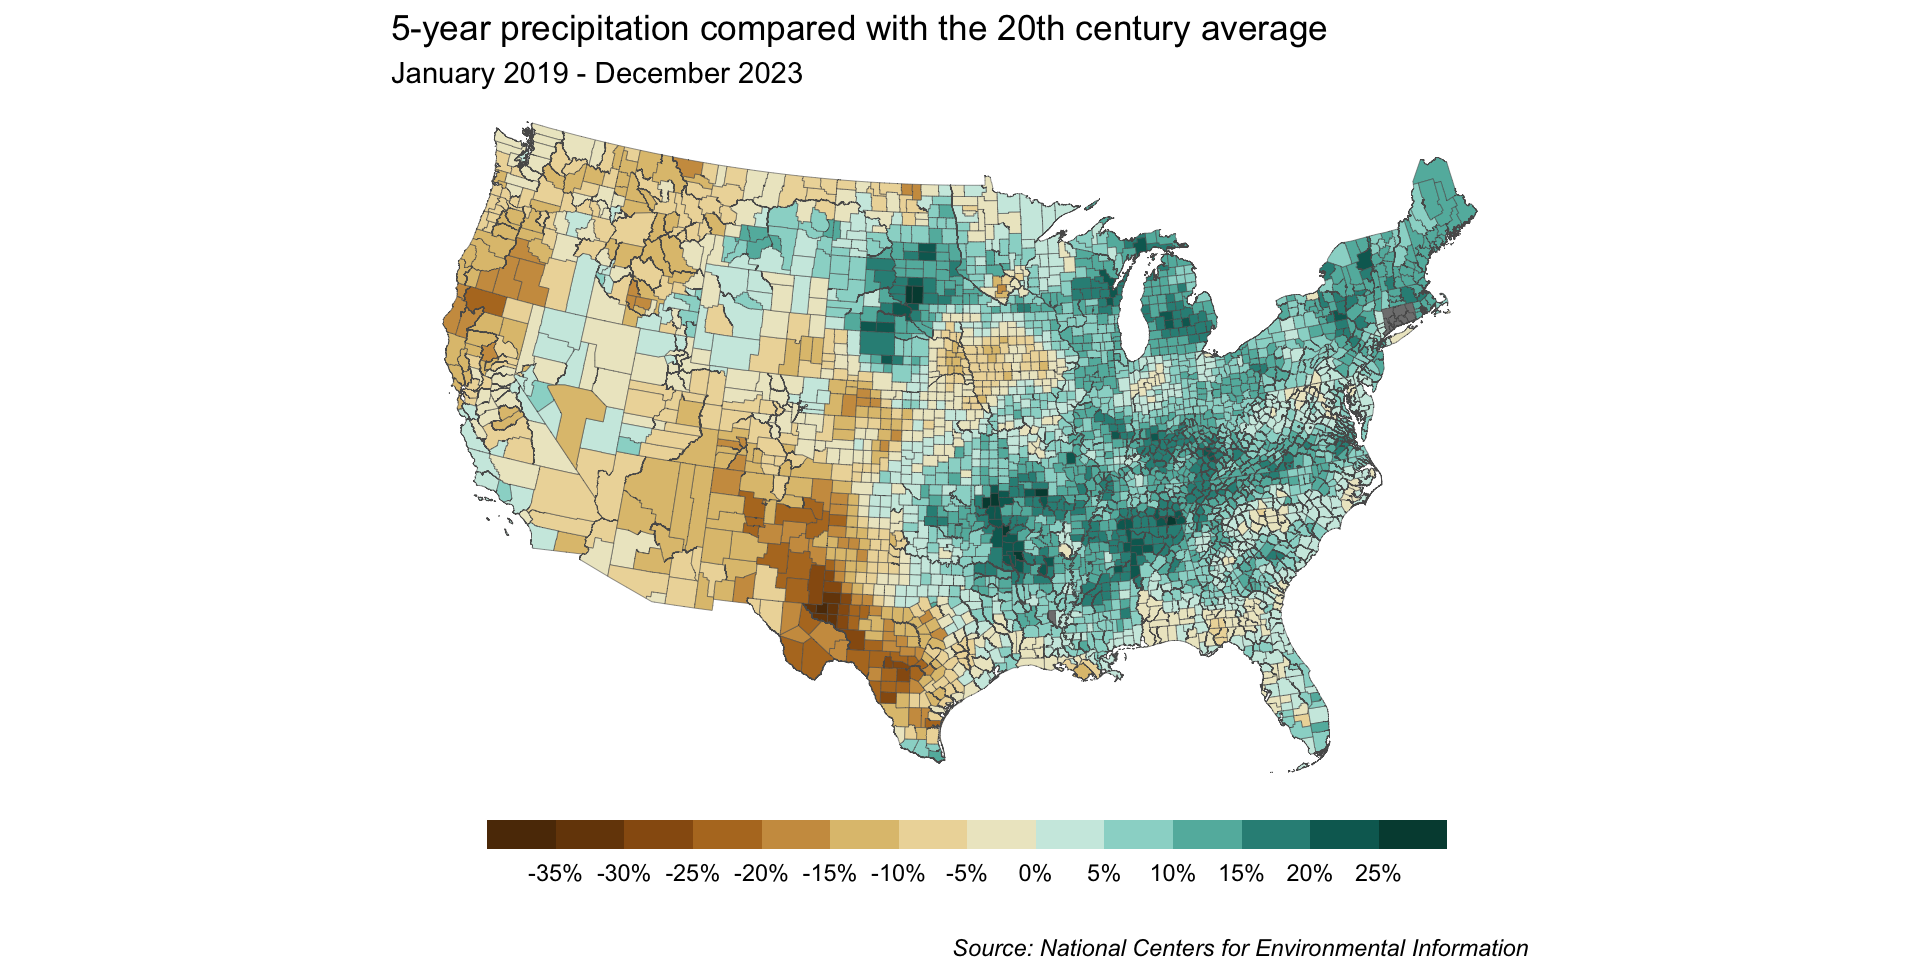 5-year precipitation compared with the 20th century average
January 2019 - December 2023
-35% -30% -25% -20% -15% -10% -5% 0% 5% 10% 15% 20% 25%
Source: National Centers for Environmental Information